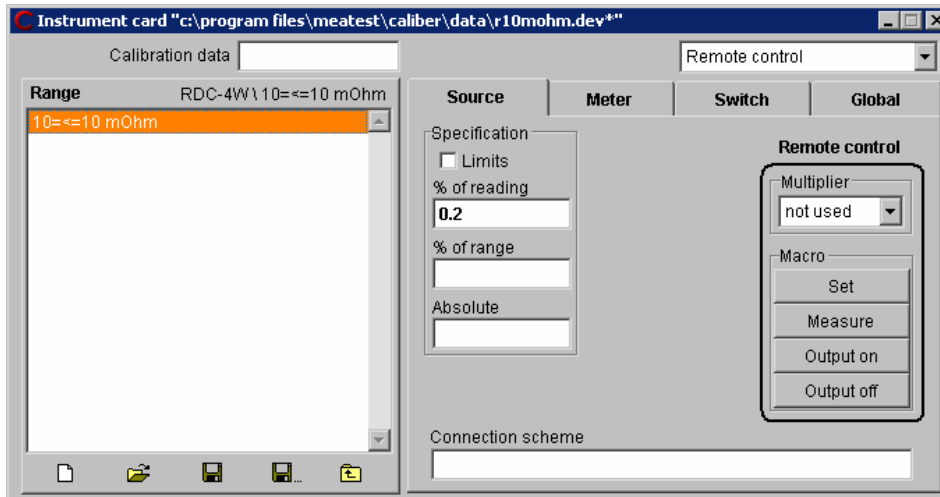 Instrument card "c:\program files\meatest\caliber\data\r10mohm.dev*"
Calibration data
Remote control
Range RDC-4W \ 10=<=10 mOhm
10=<=10 mOhm
Source Meter Switch Global
Specification
Limits
% of reading
0.2
% of range
Absolute
Remote control
Multiplier
not used
Macro
Set
Measure
Output on
Output off
Connection scheme